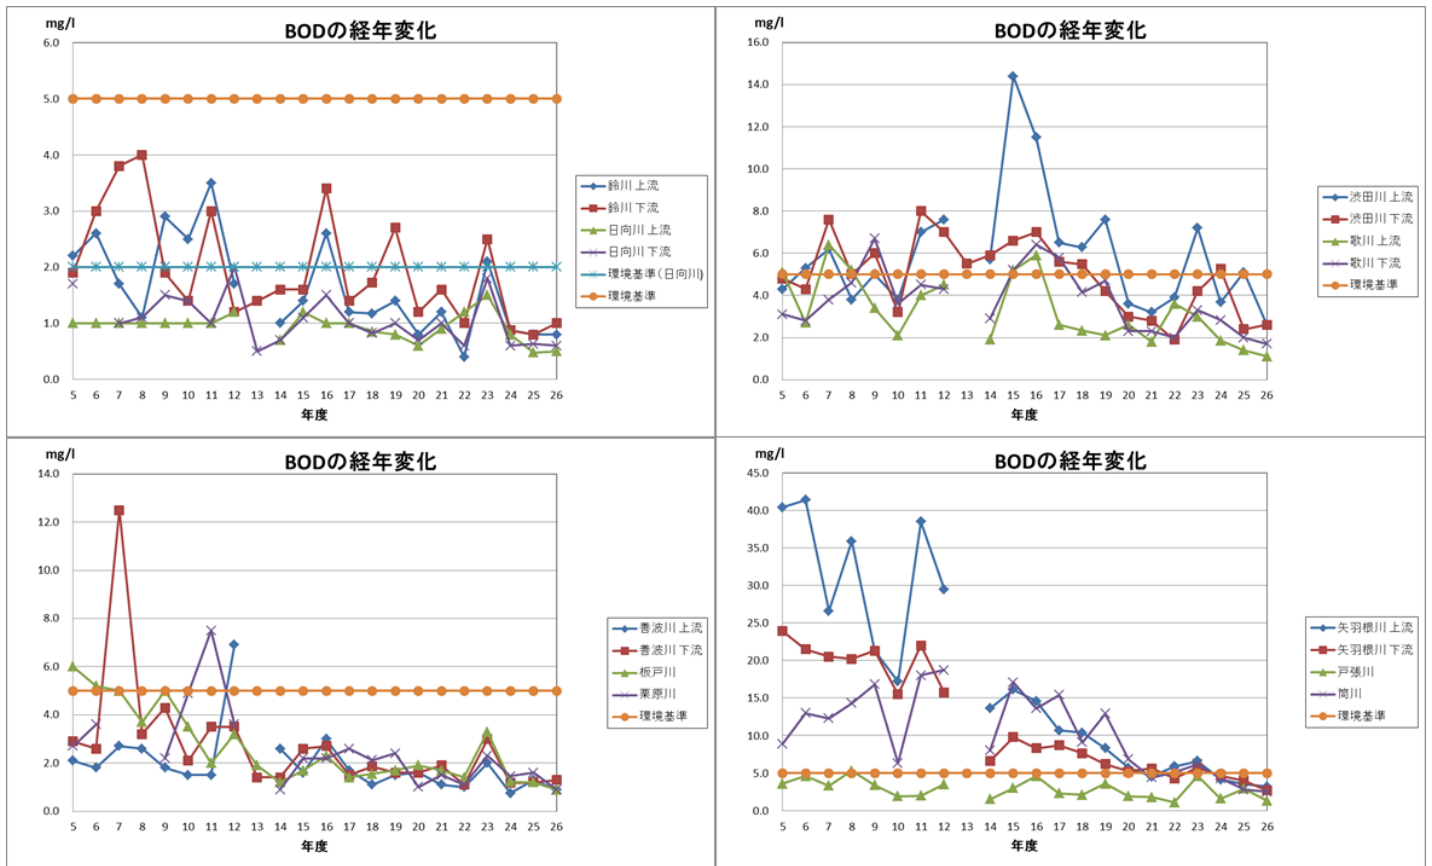 mg/l
BODの経年変化
6.0
5.0
4.0
3.0
2.0
1.0
0.0
5 6 7 8 9 10 11 12 13 14 15 16 17 18 19 20 21 22 23 24 25 26
年度
鈴川 上流
鈴川 下流
日向川 上流
日向川 下流
環境基準(日向川)
環境基準
mg/l
BODの経年変化
16.0
14.0
12.0
10.0
8.0
6.0
4.0
2.0
0.0
5 6 7 8 9 10 11 12 13 14 15 16 17 18 19 20 21 22 23 24 25 26
年度
渋田川 上流
渋田川 下流
歌川 上流
歌川 下流
環境基準
mg/l
BODの経年変化
14.0
12.0
10.0
8.0
6.0
4.0
2.0
0.0
5 6 7 8 9 10 11 12 13 14 15 16 17 18 19 20 21 22 23 24 25 26
年度
善波川 上流
善波川 下流
板戸川
栗原川
環境基準
mg/l
BODの経年変化
45.0
40.0
35.0
30.0
25.0
20.0
15.0
10.0
5.0
0.0
5 6 7 8 9 10 11 12 13 14 15 16 17 18 19 20 21 22 23 24 25 26
年度
矢羽根川 上流
矢羽根川 下流
戸張川
筒川
環境基準